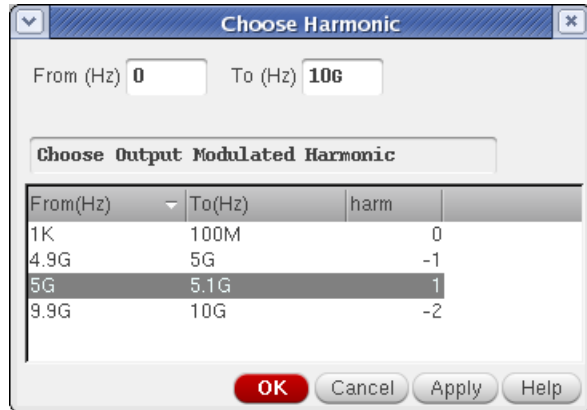 Choose Harmonic
From (Hz) 0 To (Hz) 10G
Choose Output Modulated Harmonic
From(Hz) To(Hz) harm
1K 100M 0
4.9G 5G -1
5G 5.1G 1
9.9G 10G -2
OK Cancel Apply Help